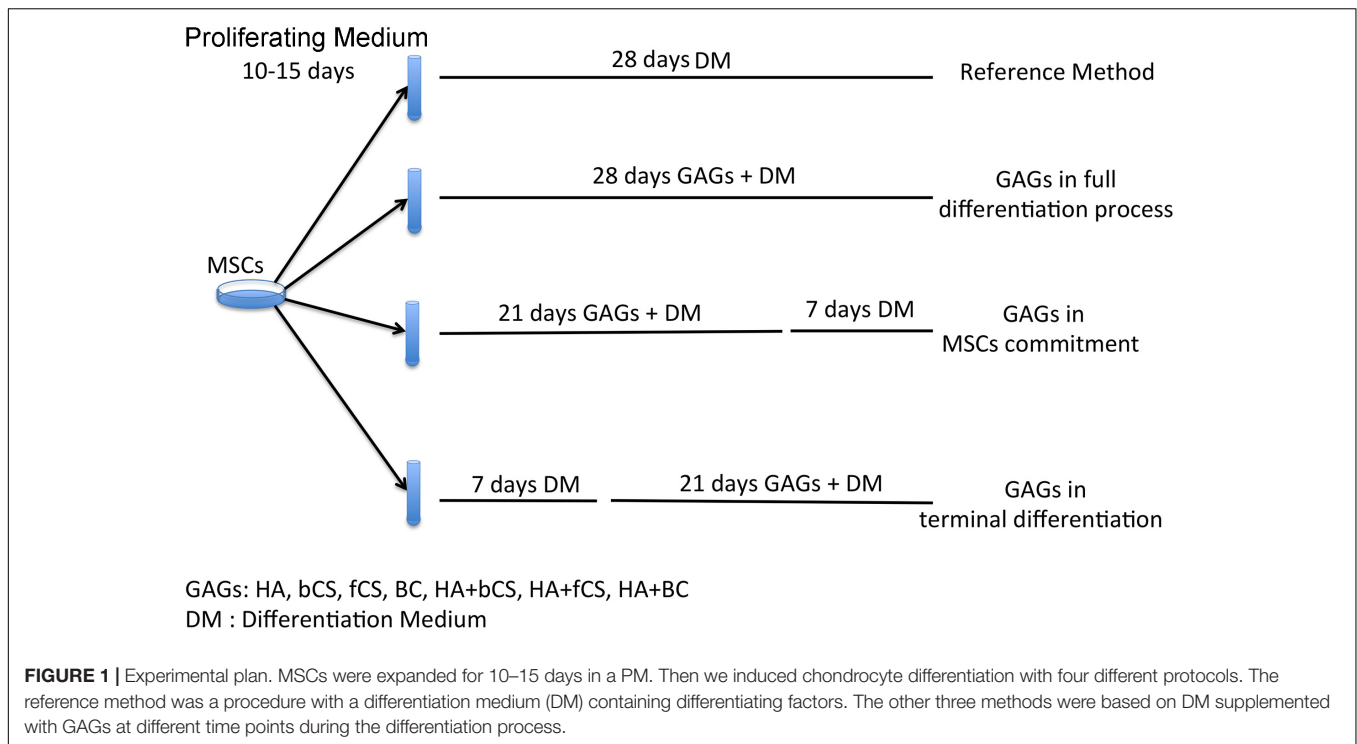 Proliferating Medium
10-15 days
28 days DM
Reference Method
28 days GAGs + DM
GAGs in full
differentiation process
MSCs
21 days GAGs + DM
7 days DM
GAGs in
MSCs commitment
7 days DM
21 days GAGs + DM
GAGs in
terminal differentiation
GAGs: HA, bCS, fCS, BC, HA+bCS, HA+fCS, HA+BC
DM : Differentiation Medium
FIGURE 1 | Experimental plan. MSCs were expanded for 10–15 days in a PM. Then we induced chondrocyte differentiation with four different protocols. The
reference method was a procedure with a differentiation medium (DM) containing differentiating factors. The other three methods were based on DM supplemented
with GAGs at different time points during the differentiation process.